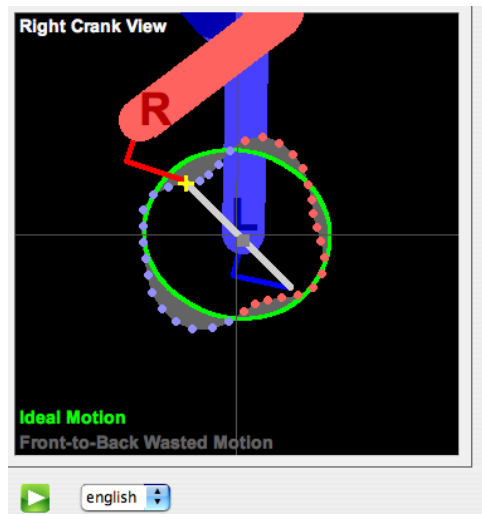 Right Crank View
R
L
Ideal Motion
Front-to-Back Wasted Motion
english